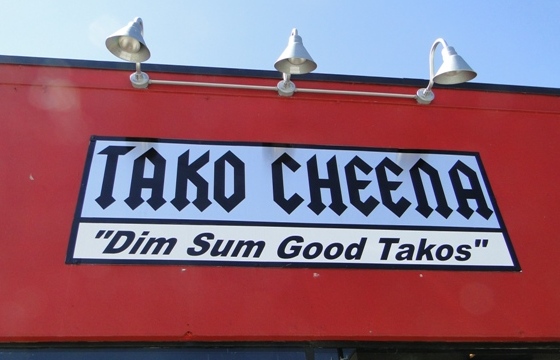 TAKO CHEENA
"Dim Sum Good Takos"